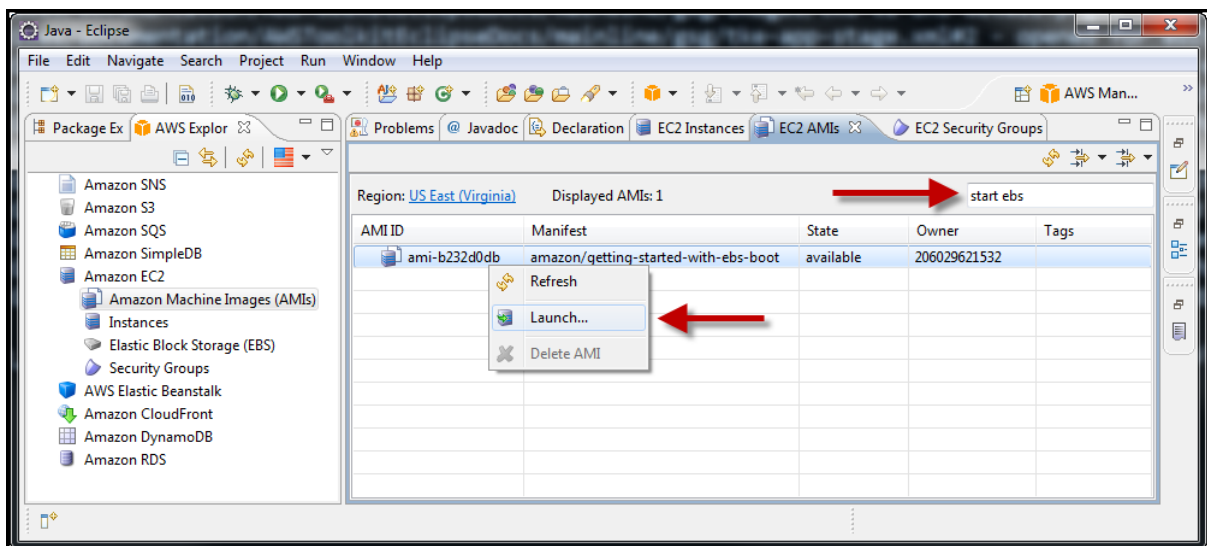 Java - Eclipse
File Edit Navigate Search Project Run Window Help
AWS Man...
Package Ex AWS Explor Problems @ Javadoc Declaration EC2 Instances EC2 AMIs EC2 Security Groups
Amazon SNS
Amazon S3
Amazon SQS
Amazon SimpleDB
Amazon EC2
Amazon Machine Images (AMIs)
Instances
Elastic Block Storage (EBS)
Security Groups
AWS Elastic Beanstalk
Amazon CloudFront
Amazon DynamoDB
Amazon RDS
Region: US East (Virginia) Displayed AMIs: 1 start ebs
AMI ID Manifest State Owner Tags
ami-b232d0db amazon/getting-started-with-ebs-boot available 206029621532
Refresh
Launch...
Delete AMI